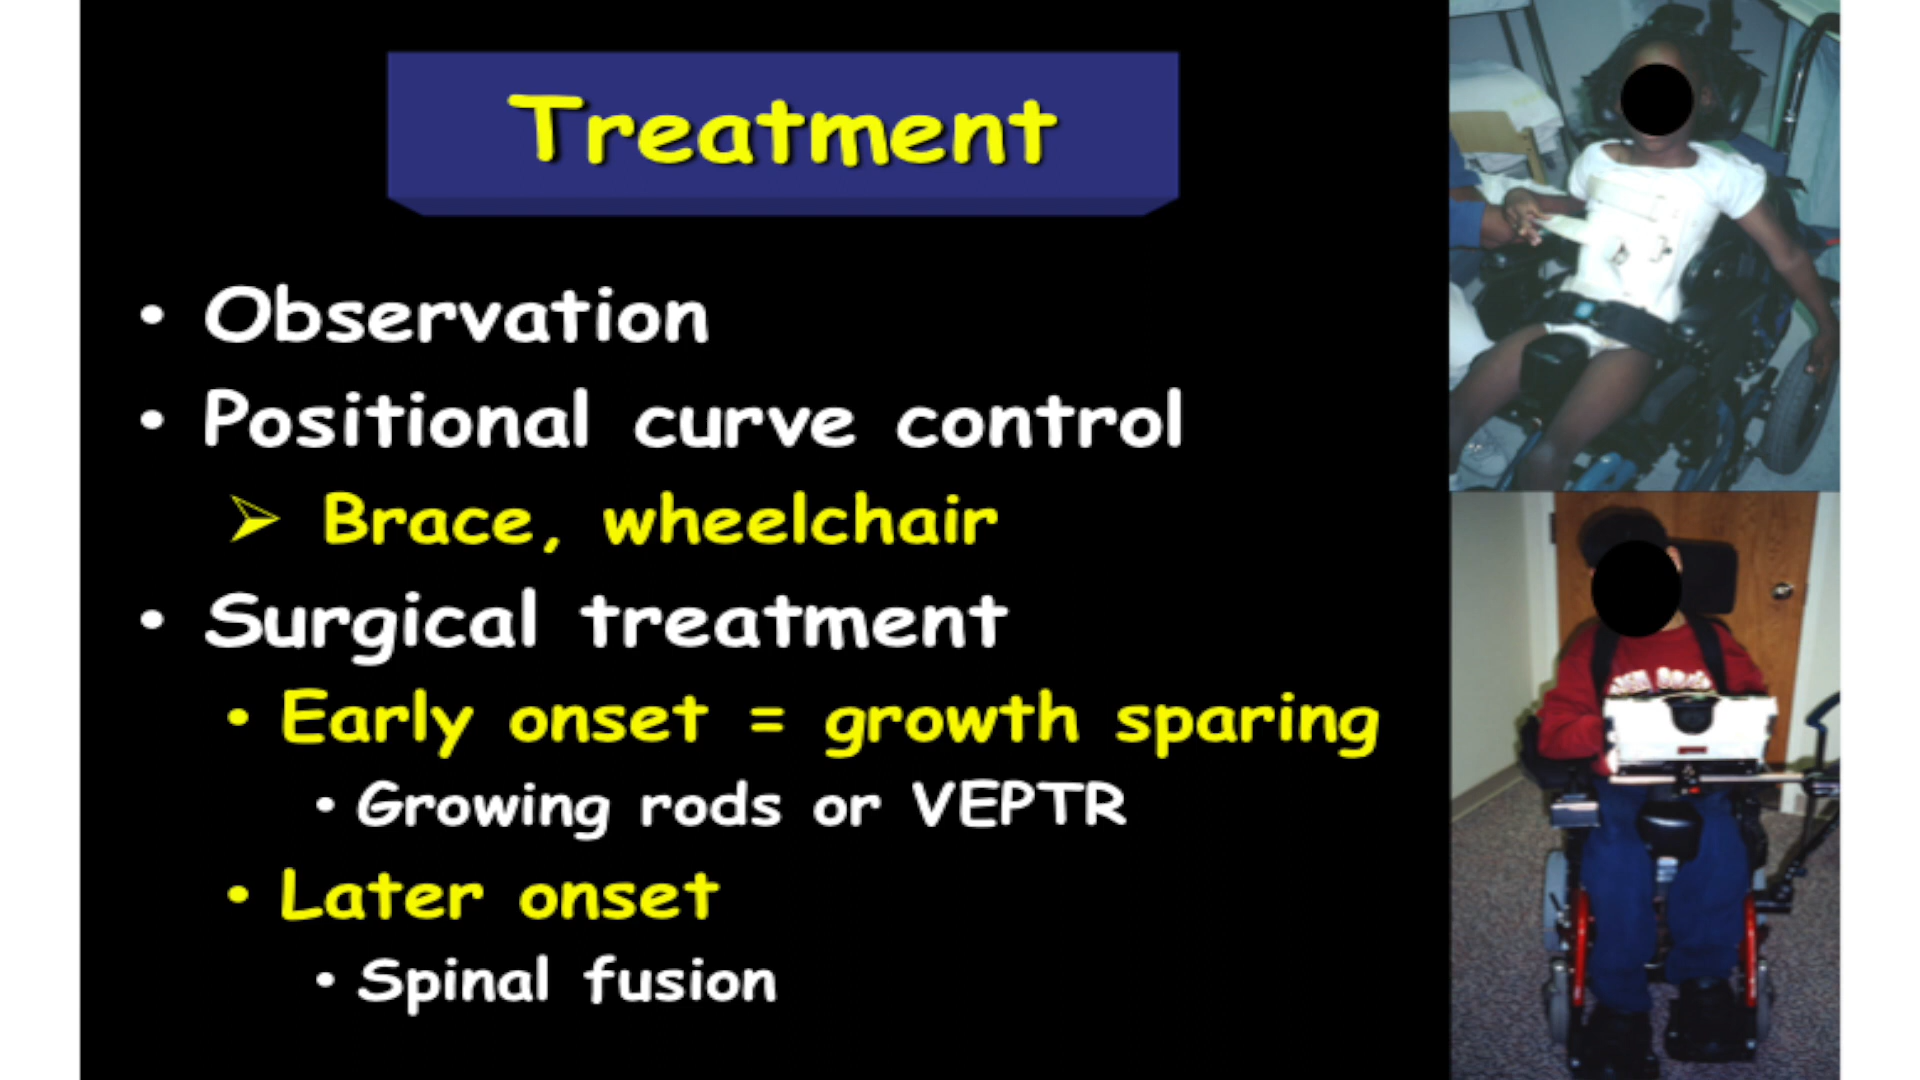 Treatment
• Observation
• Positional curve control
➢ Brace, wheelchair
• Surgical treatment
• Early onset = growth sparing
• Growing rods or VEPTR
• Later onset
• Spinal fusion